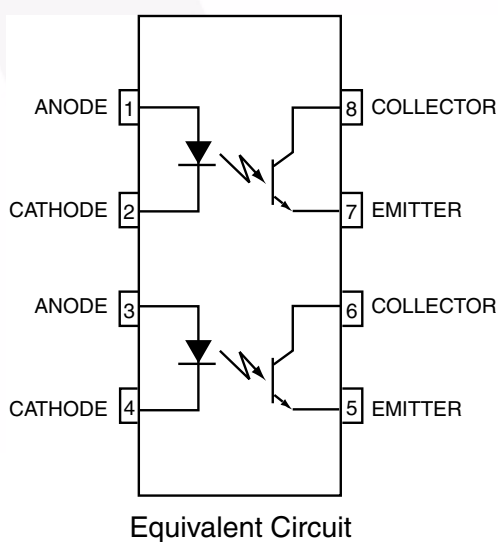 ANODE 1 8 COLLECTOR
CATHODE 2 7 EMITTER
ANODE 3 6 COLLECTOR
CATHODE 4 5 EMITTER
Equivalent Circuit